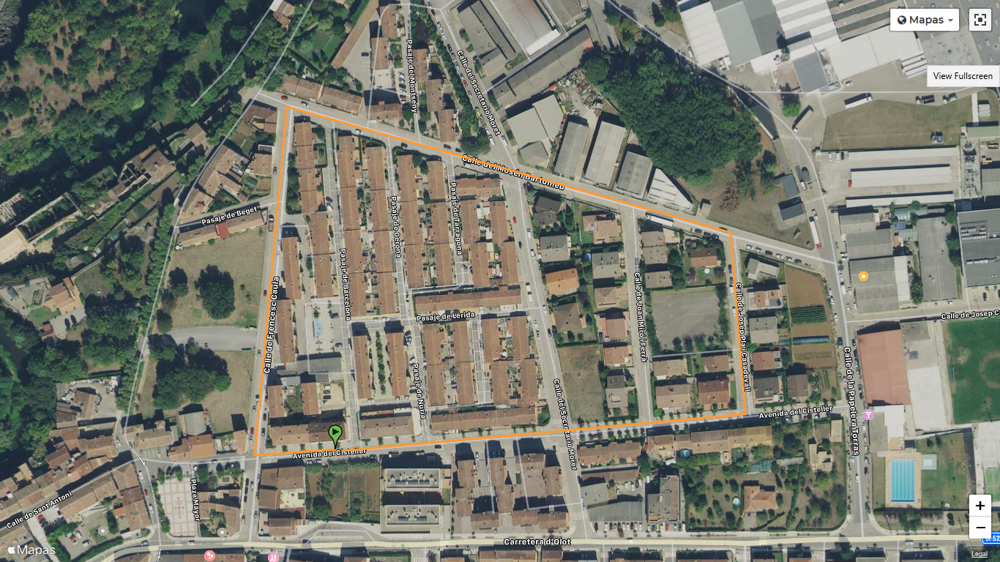 Mapas
View Fullscreen
Pasaje del Montseny
Calle del Secretario Moret
Calle del Mosén Bartomeu
Pasaje de Beget
Pasaje de Gerona
Pasaje de Tarragona
Pasaje de Barcelona
Calle de Francesc Caula
Pasaje de Lérida
Calle de Joan Miró i Ferrà
Calle de Josep Pla i Casadevall
Calle de Josep C
Calle de la Papelera Torras
Pasaje de Nuria
Calle del Secretario Moret
Avenida del Cisteller
Avenida del Cisteller
Calle de Sant Antoni
Plaza Mayor
Carretera d'Olot
+
−
Mapas
Legal